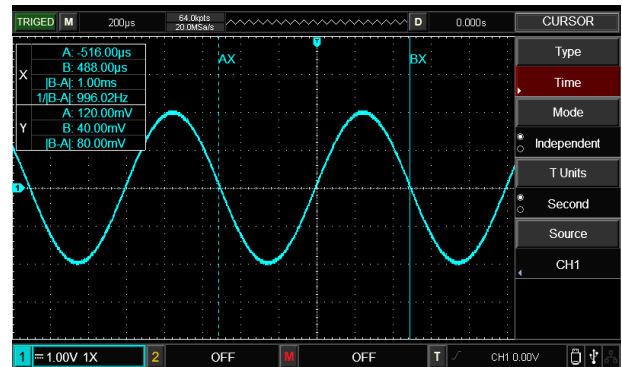 TRIGED M 200µs 64.0kpts D 0.000s CURSOR
20.0MSa/s
T
X
A: -516.00µs
B: 488.00µs
|B-A|: 1.00ms
1/|B-A|: 996.02Hz
Y
A: 120.00mV
B: 40.00mV
|B-A|: 80.00mV
AX BX
1
Type
Time
Mode
Independent
T Units
Second
Source
CH1
1 1.00V 1X 2 OFF M OFF T CH1 0.00V